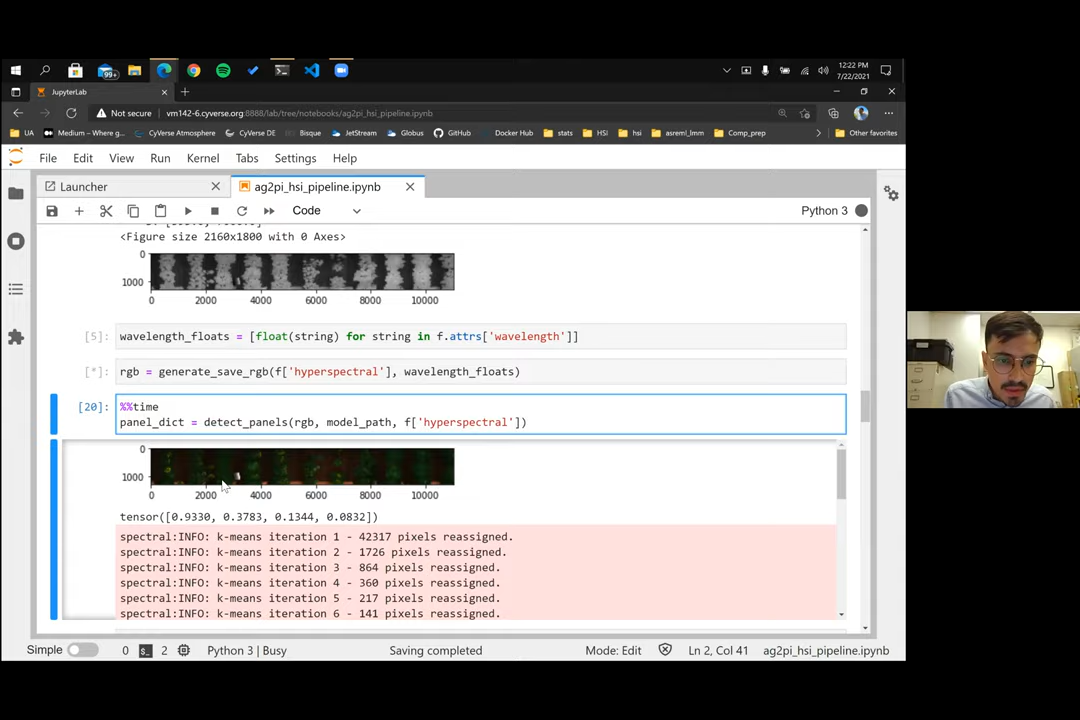 99+
12:22 PM
7/22/2021
JupyterLab
Not secure
vm142-6.cyverse.org:8888/lab/tree/notebooks/ag2pi_hsi_pipeline.ipynb
UA
Medium – Where g...
CyVerse Atmosphere
CyVerse DE
Bisque
JetStream
Globus
GitHub
Docker Hub
stats
HSI
hsi
asreml_lmm
Comp_prep
Other favorites
File Edit View Run Kernel Tabs Settings Help
Launcher
ag2pi_hsi_pipeline.ipynb
Code
Python 3
<Figure size 2160x1800 with 0 Axes>
0
1000
0 2000 4000 6000 8000 10000
[5]: wavelength_floats = [float(string) for string in f.attrs['wavelength']]
[*]: rgb = generate_save_rgb(f['hyperspectral'], wavelength_floats)
[20]: %%time
panel_dict = detect_panels(rgb, model_path, f['hyperspectral'])
0
1000
0 2000 4000 6000 8000 10000
tensor([0.9330, 0.3783, 0.1344, 0.0832])
spectral:INFO: k-means iteration 1 - 42317 pixels reassigned.
spectral:INFO: k-means iteration 2 - 1726 pixels reassigned.
spectral:INFO: k-means iteration 3 - 864 pixels reassigned.
spectral:INFO: k-means iteration 4 - 360 pixels reassigned.
spectral:INFO: k-means iteration 5 - 217 pixels reassigned.
spectral:INFO: k-means iteration 6 - 141 pixels reassigned.
Simple 0 2 Python 3 | Busy Saving completed Mode: Edit Ln 2, Col 41 ag2pi_hsi_pipeline.ipynb